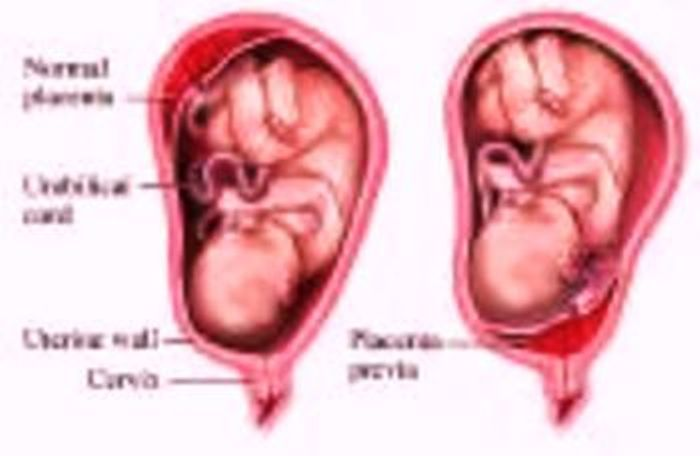 Normal
placenta
Umbilical
cord
Uterine wall
Cervix
Placenta
previa